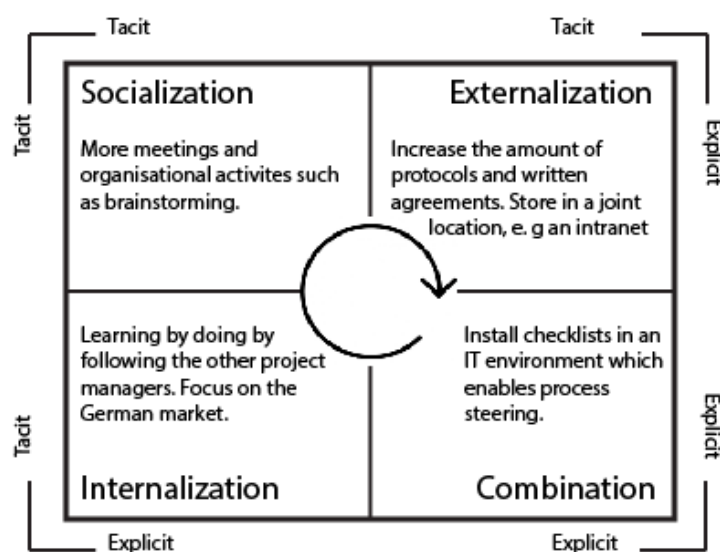 Tacit
Tacit
Tacit
Explicit
Socialization
More meetings and
organisational activites such
as brainstorming.
Externalization
Increase the amount of
protocols and written
agreements. Store in a joint
location, e. g an intranet
Learning by doing by
following the other project
managers. Focus on the
German market.
Internalization
Install checklists in an
IT environment which
enables process
steering.
Combination
Tacit
Explicit
Explicit
Explicit